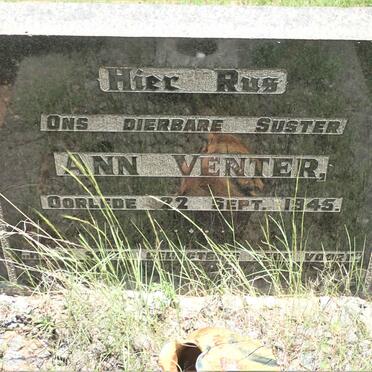 Hier Rus
Ons dierbare Suster
Ann Venter,
Oorlede 22 Sept. 1945.